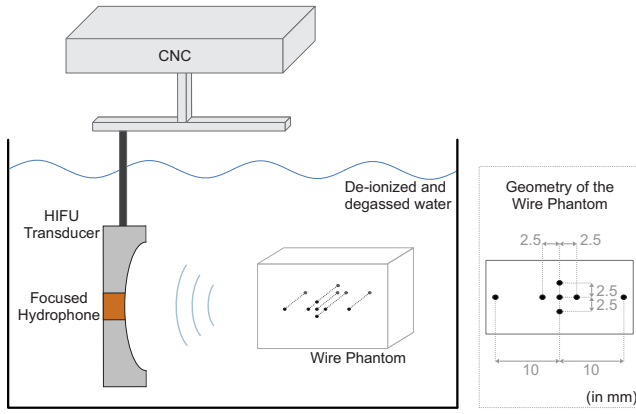 CNC
De-ionized and
degassed water
HIFU
Transducer
Focused
Hydrophone
Wire Phantom
Geometry of the
Wire Phantom
2.5 2.5
2.5
2.5
10 10
(in mm)